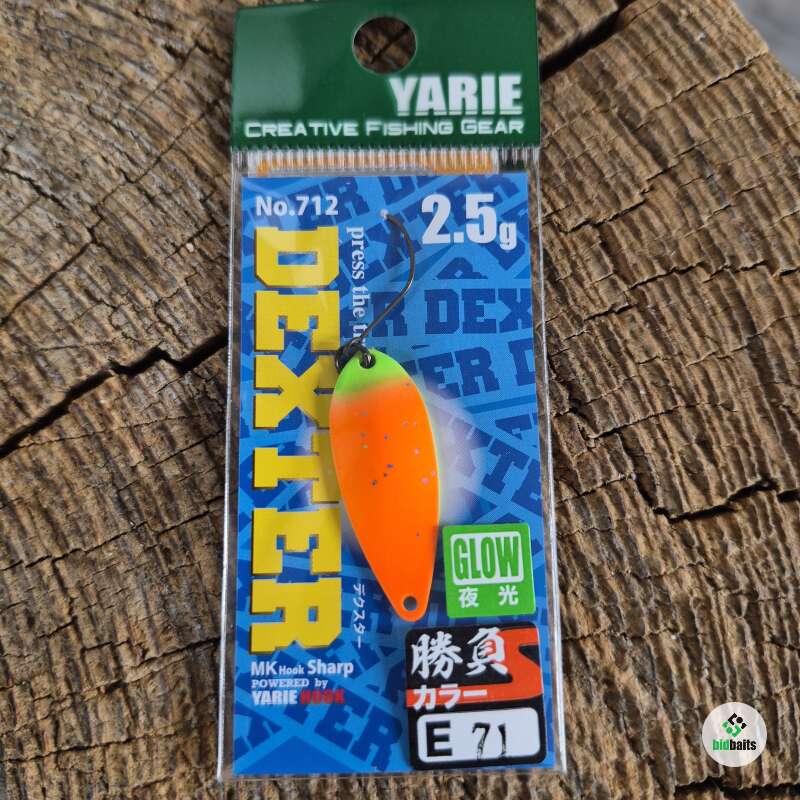 YARIE
CREATIVE FISHING GEAR
No.712
2.5g
DEXTER
press the
デクスター
GLOW
夜光
勝負
カラー
E 71
MK Hook Sharp
POWERED by
YARIE HOOK
bidbaits